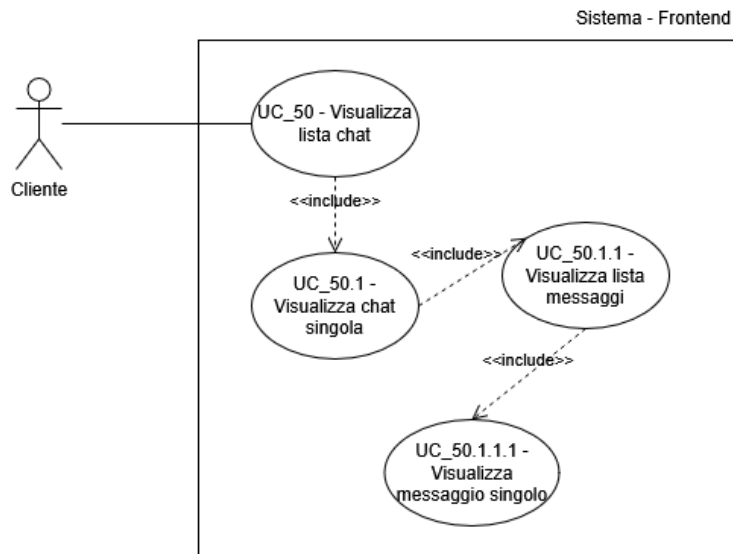 Sistema - Frontend
UC_50 - Visualizza
lista chat
Cliente
<<include>>
UC_50.1 -
Visualizza chat
singola
<<include>>
UC_50.1.1 -
Visualizza lista
messaggi
<<include>>
UC_50.1.1.1 -
Visualizza
messaggio singolo